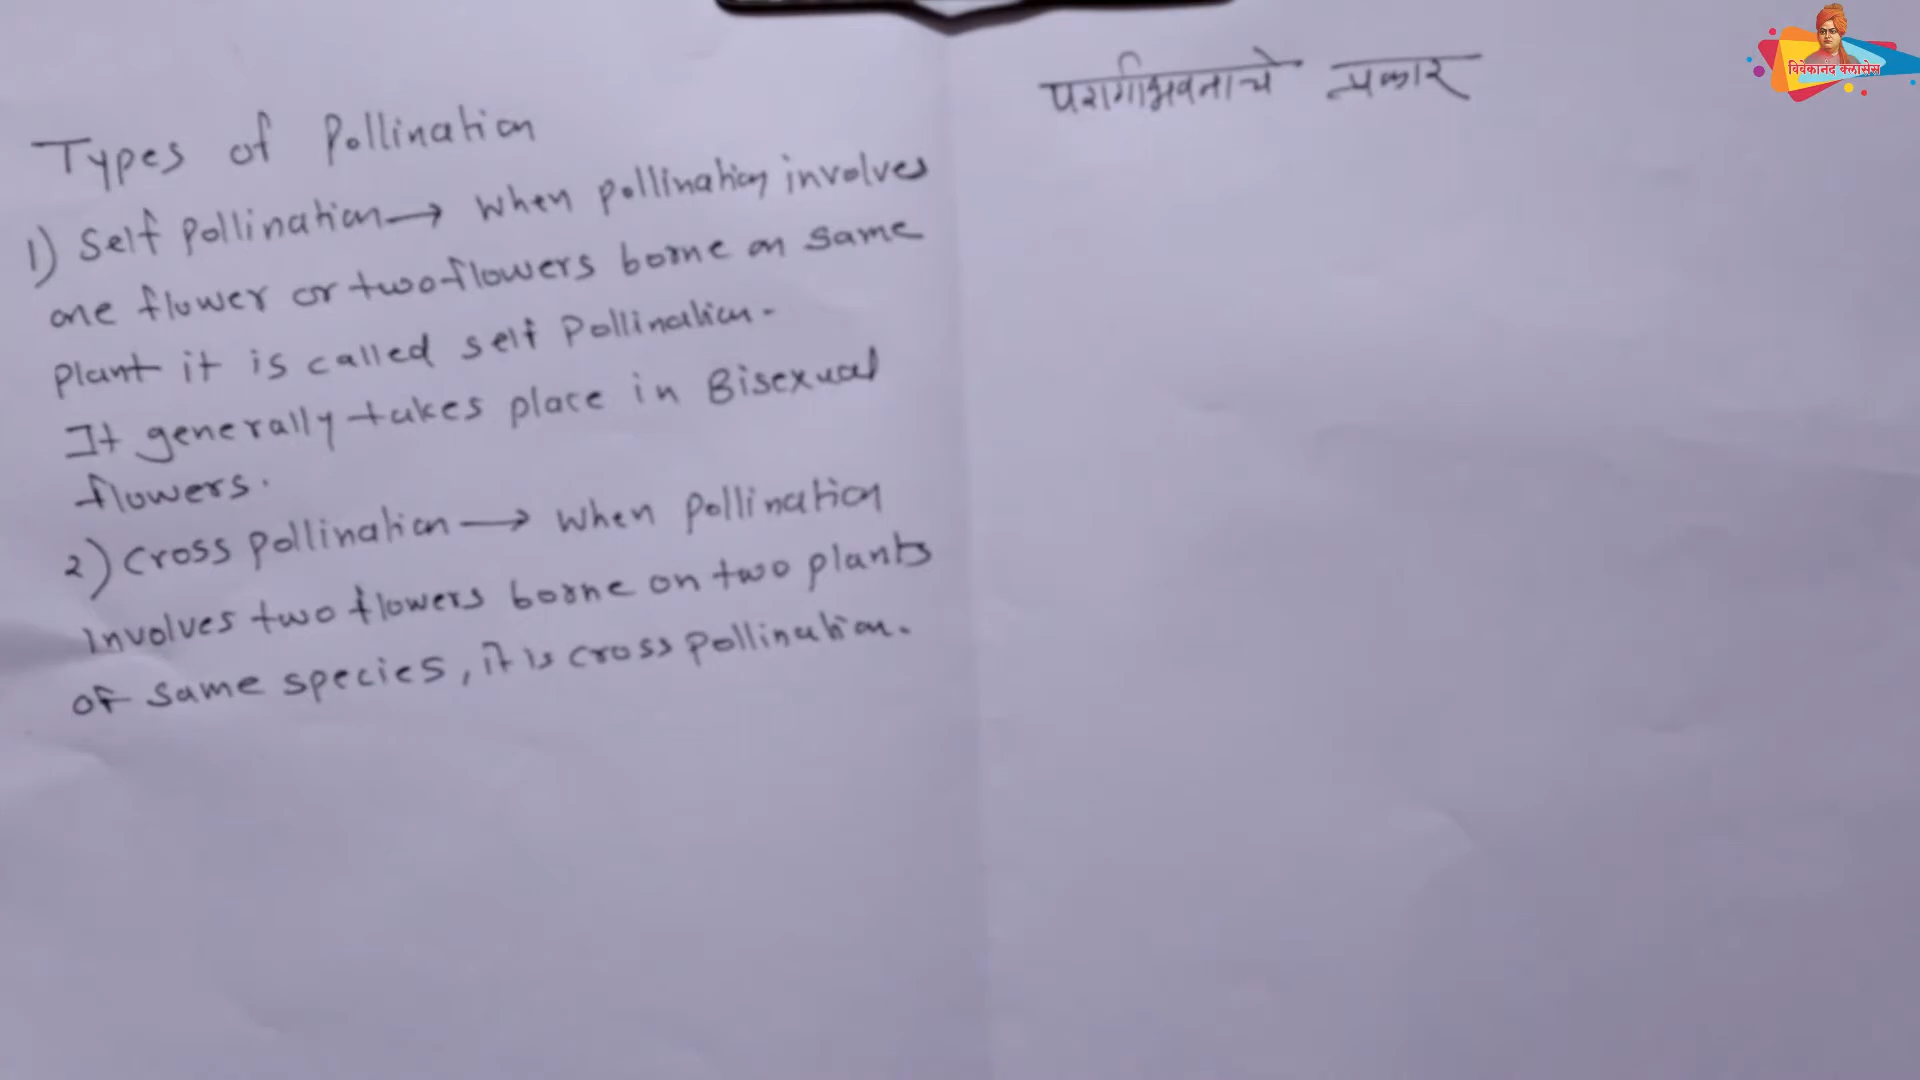 Types of Pollination
1) Self pollination → When pollination involves
one flower or two flowers borne on same
plant it is called self Pollination.
It generally takes place in Bisexual
flowers.
2) Cross pollination → When pollination
involves two flowers borne on two plants
of same species, it is cross pollination.
परागीभवनाचे प्रकार
विवेकानंद क्लासेस